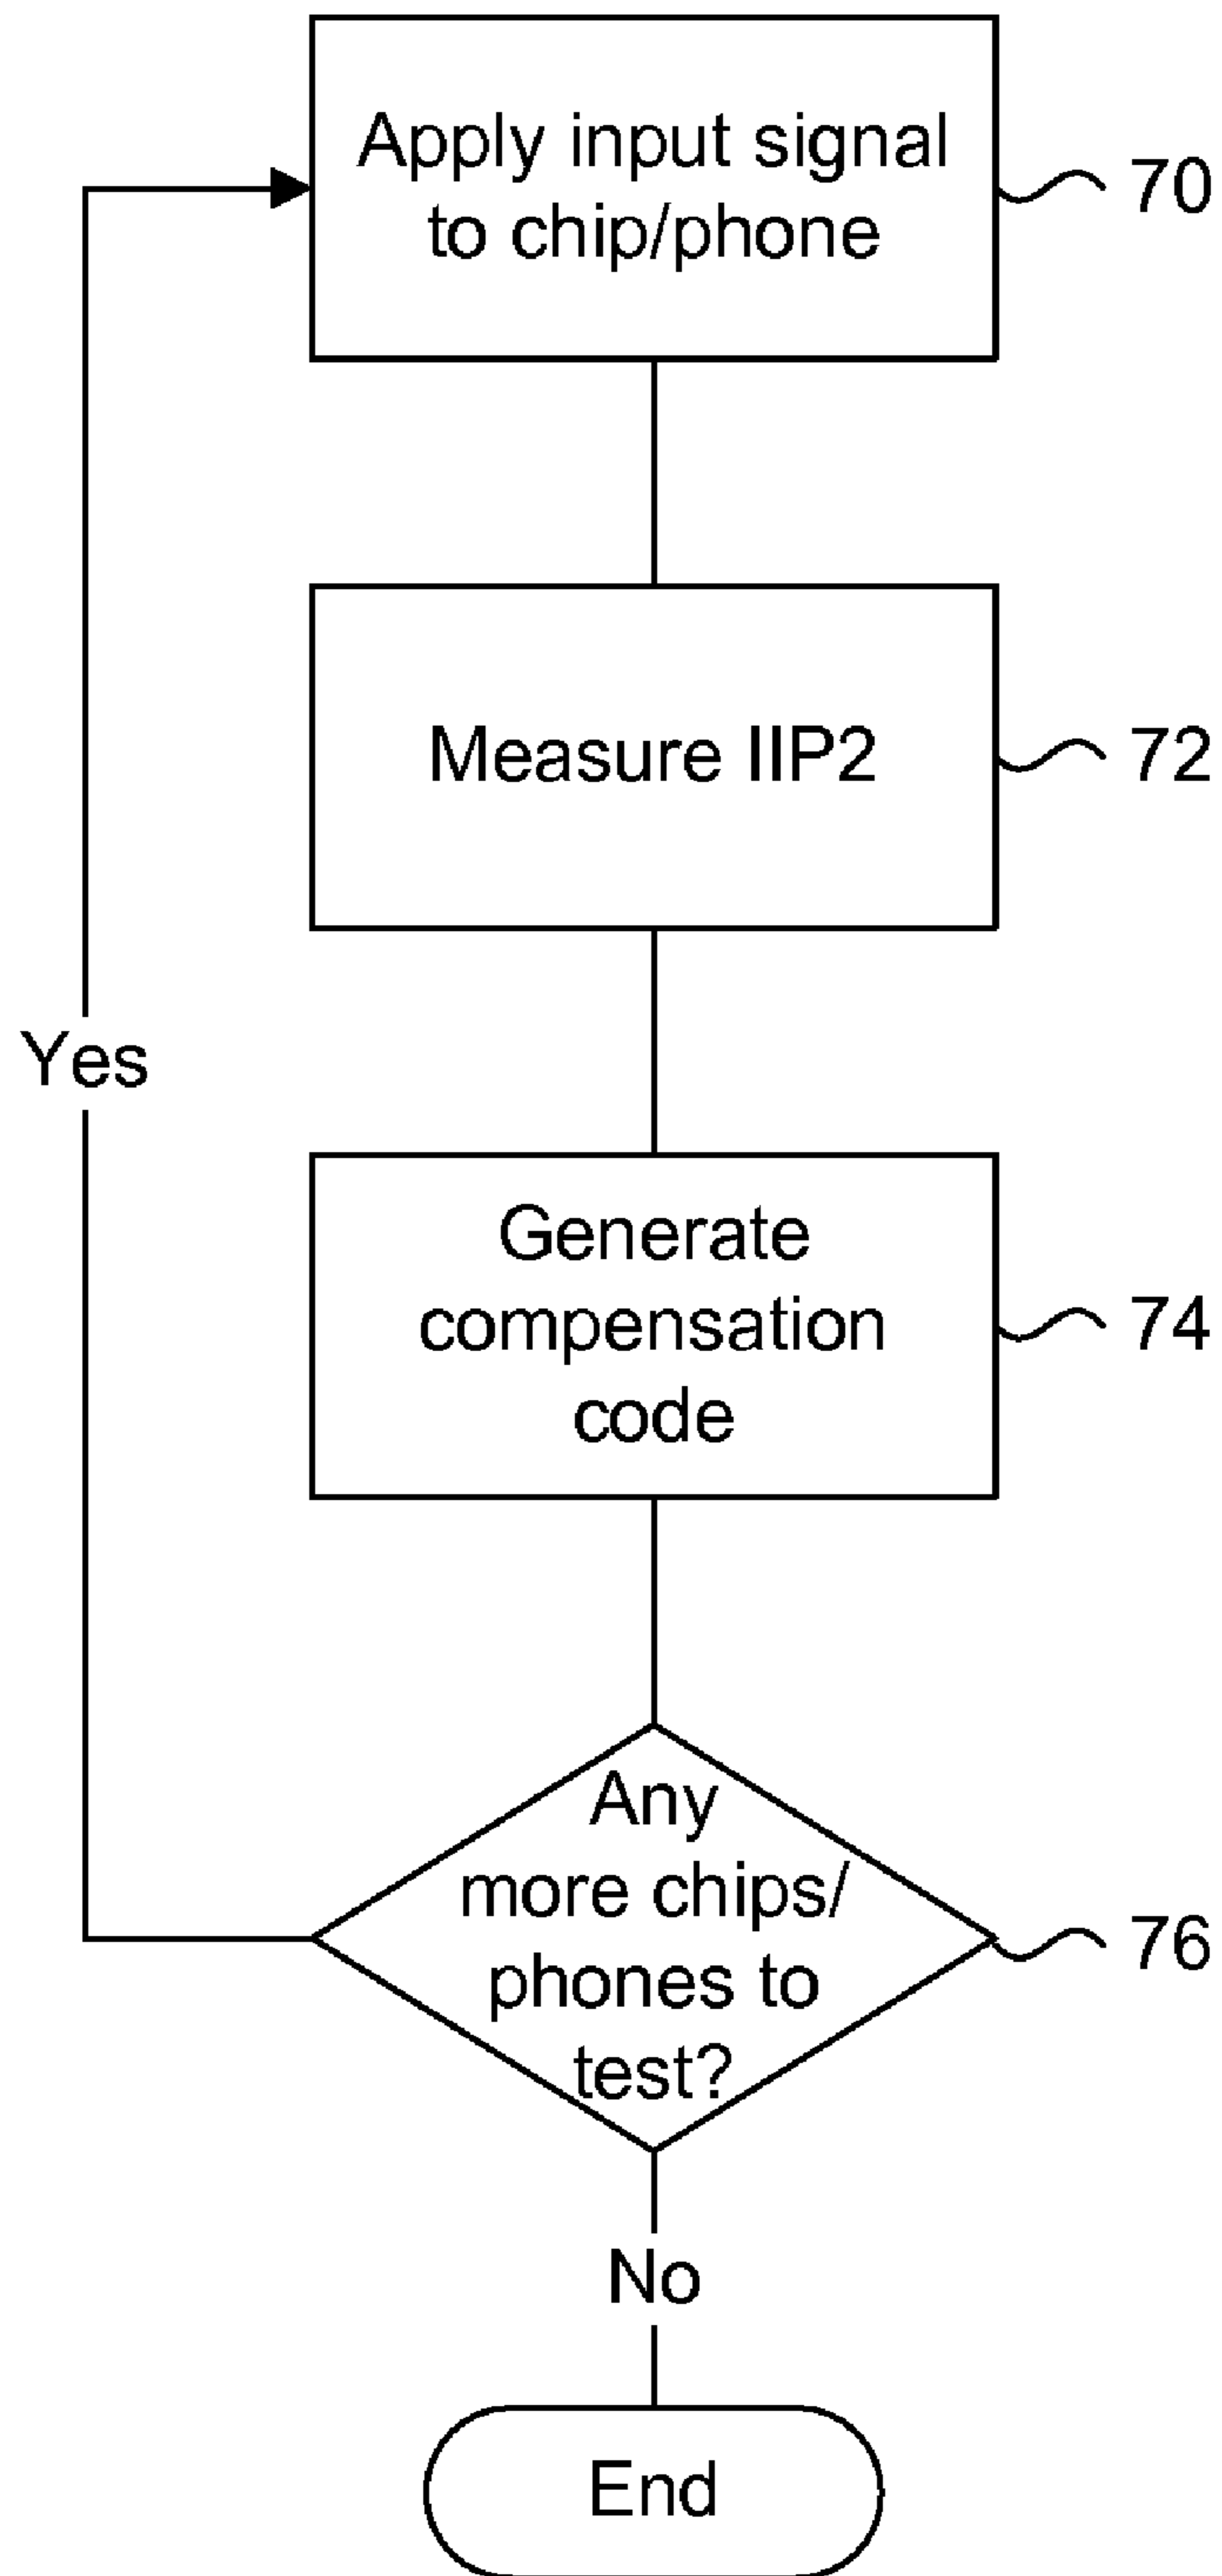 Apply input signal
to chip/phone
70
Measure IIP2
72
Yes
Generate
compensation
code
74
Any
more chips/
phones to
test?
76
No
End